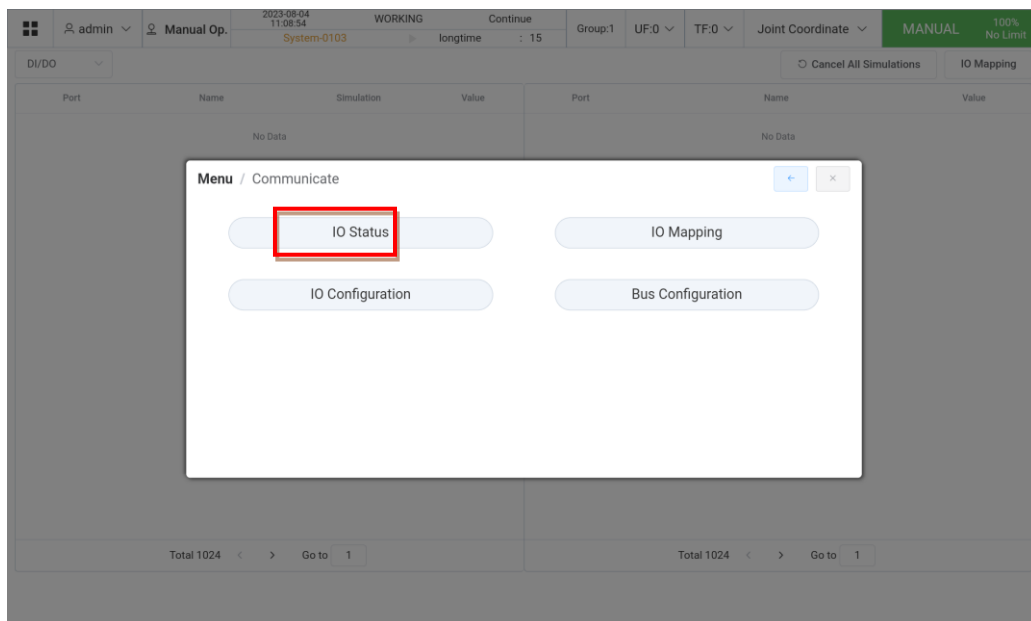 admin
Manual Op.
2023-08-04
11:08:54
System-0103
WORKING
Continue
longtime : 15
Group:1
UF:0
TF:0
Joint Coordinate
MANUAL
100%
No Limit
DI/DO
Cancel All Simulations
IO Mapping
Port Name Simulation Value
Port Name Value
No Data
No Data
Menu / Communicate
IO Status
IO Mapping
IO Configuration
Bus Configuration
Total 1024 < > Go to 1
Total 1024 < > Go to 1